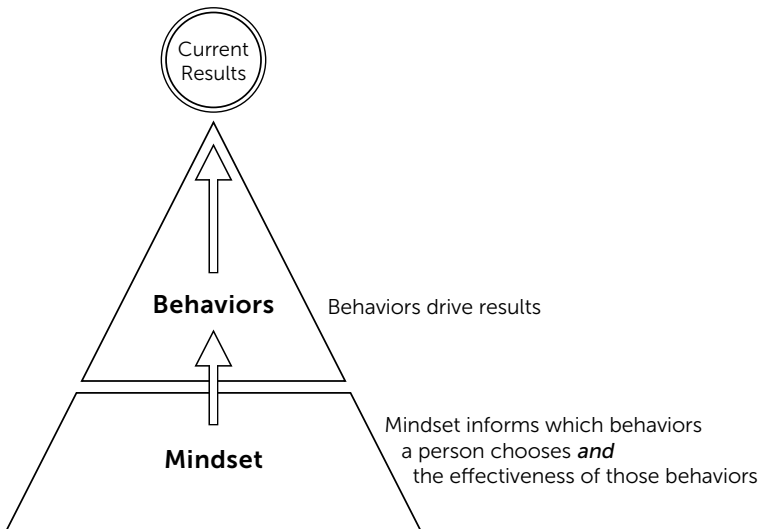 Current
Results
Behaviors
Behaviors drive results
Mindset informs which behaviors
a person chooses and
the effectiveness of those behaviors
Mindset